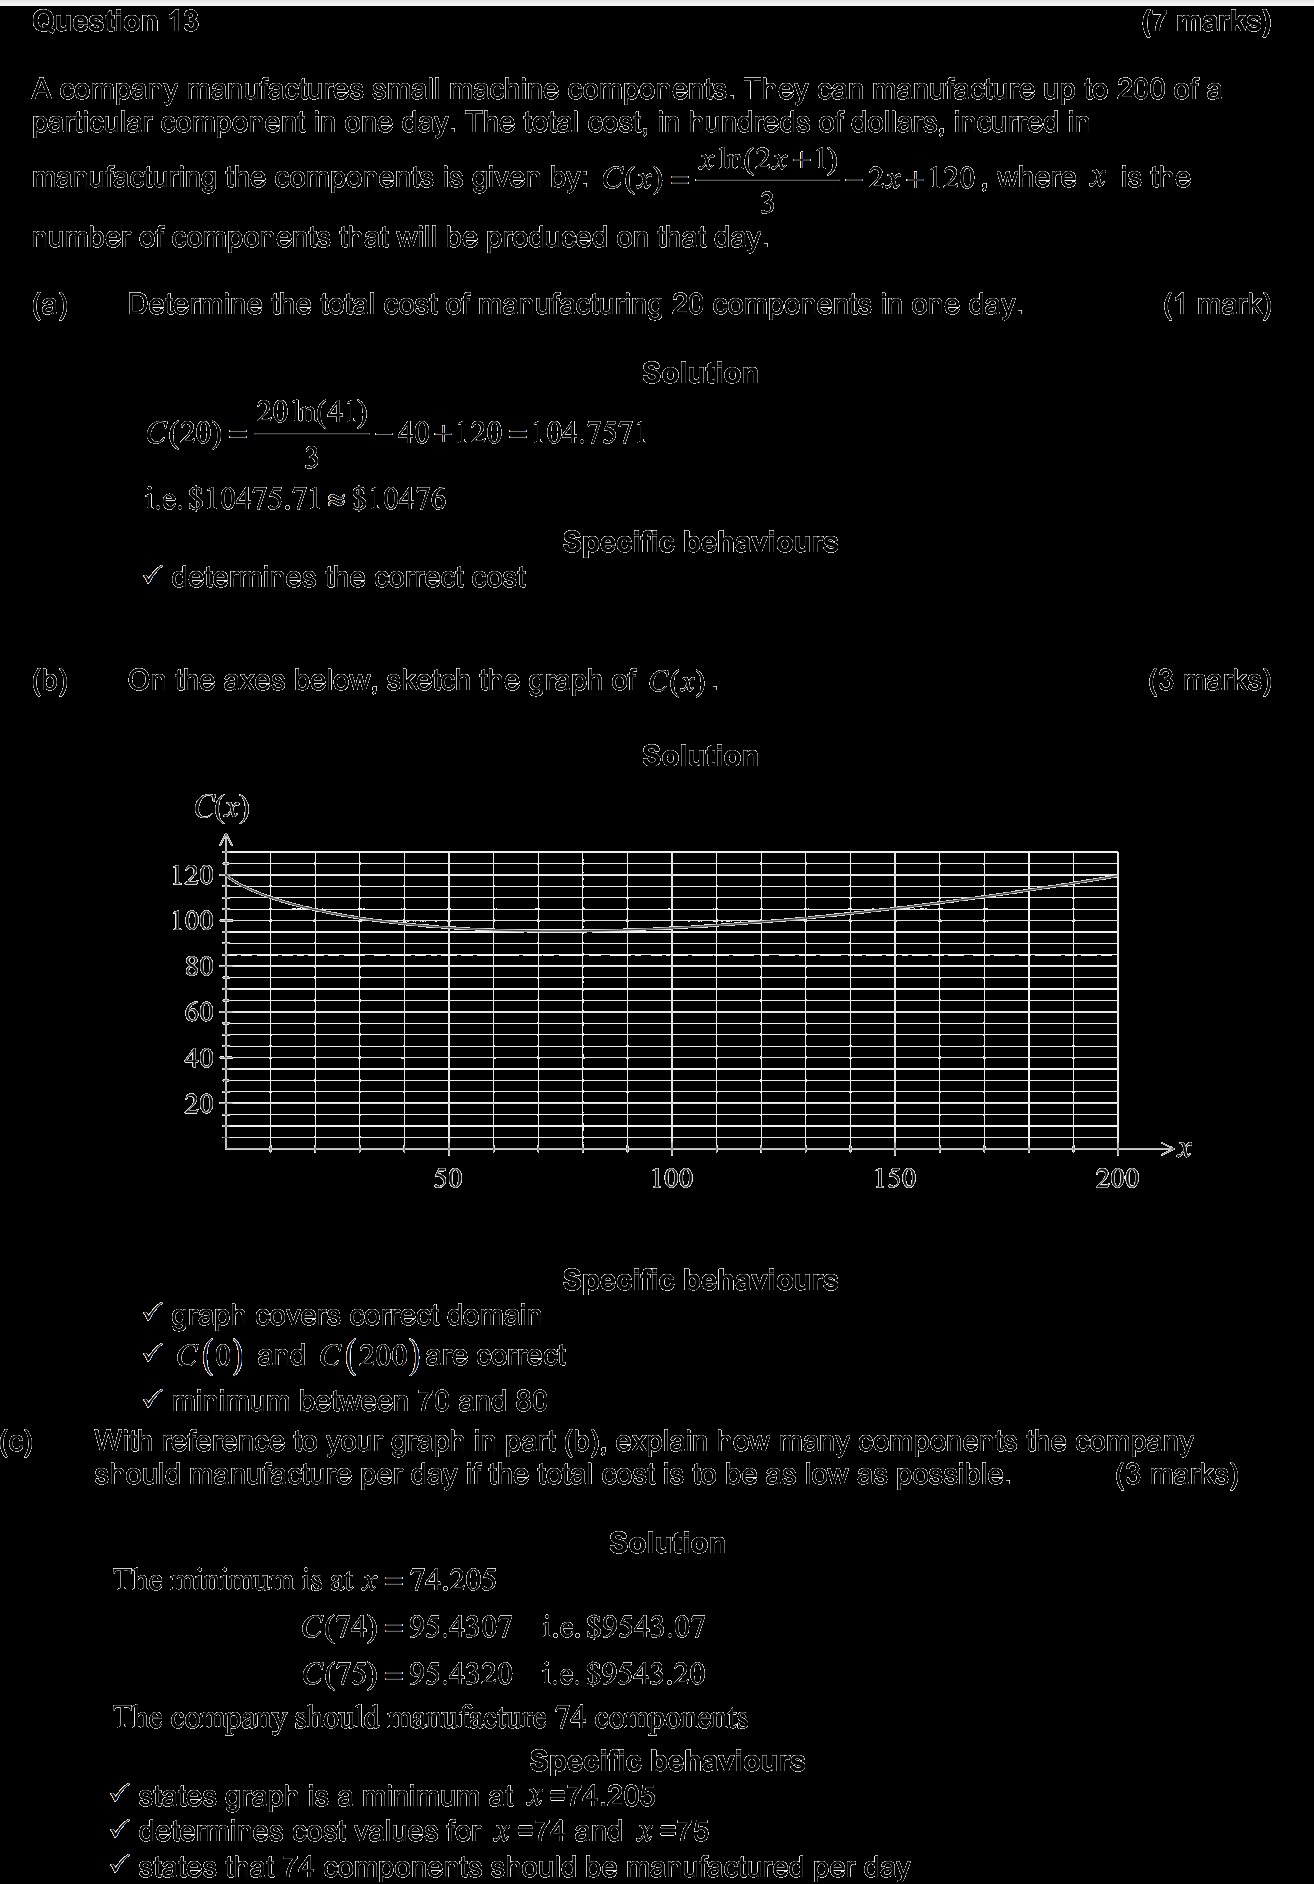 Question 13 (7 marks)
A company manufactures small machine components. They can manufacture up to 200 of a
particular component in one day. The total cost, in hundreds of dollars, incurred in
manufacturing the components is given by: C(x) = x ln(2x+1)/3 − 2x + 120, where x is the
number of components that will be produced on that day.
(a) Determine the total cost of manufacturing 20 components in one day. (1 mark)
Solution
C(20) = 20 ln(41)/3 − 40 + 120 = 104.7571
i.e. $10475.71 ≈ $10476
Specific behaviours
✓ determines the correct cost
(b) On the axes below, sketch the graph of C(x). (3 marks)
Solution
C(x)
120
100
80
60
40
20
x
50 100 150 200
Specific behaviours
✓ graph covers correct domain
✓ C(0) and C(200) are correct
✓ minimum between 70 and 80
(c) With reference to your graph in part (b), explain how many components the company
should manufacture per day if the total cost is to be as low as possible. (3 marks)
Solution
The minimum is at x = 74.205
C(74) = 95.4307 i.e. $9543.07
C(75) = 95.4320 i.e. $9543.20
The company should manufacture 74 components
Specific behaviours
✓ states graph is a minimum at x =74.205
✓ determines cost values for x =74 and x =75
✓ states that 74 components should be manufactured per day